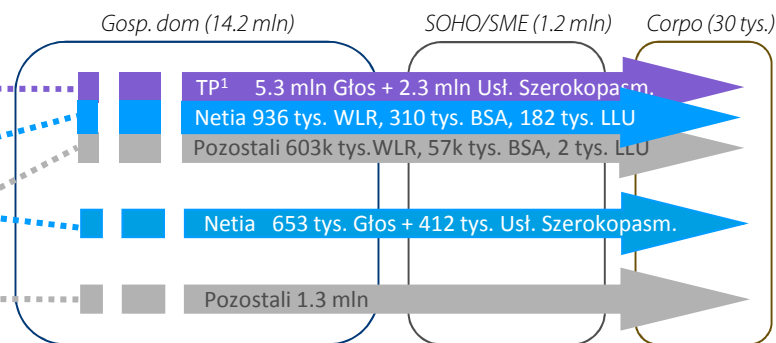 Gosp. dom (14.2 mln) SOHO/SME (1.2 mln) Corpo (30 tys.)
TP¹ 5.3 mln Głos + 2.3 mln Usł. Szerokopasm.
Netia 936 tys. WLR, 310 tys. BSA, 182 tys. LLU
Pozostali 603k tys.WLR, 57k tys. BSA, 2 tys. LLU
Netia 653 tys. Głos + 412 tys. Usł. Szerokopasm.
Pozostali 1.3 mln